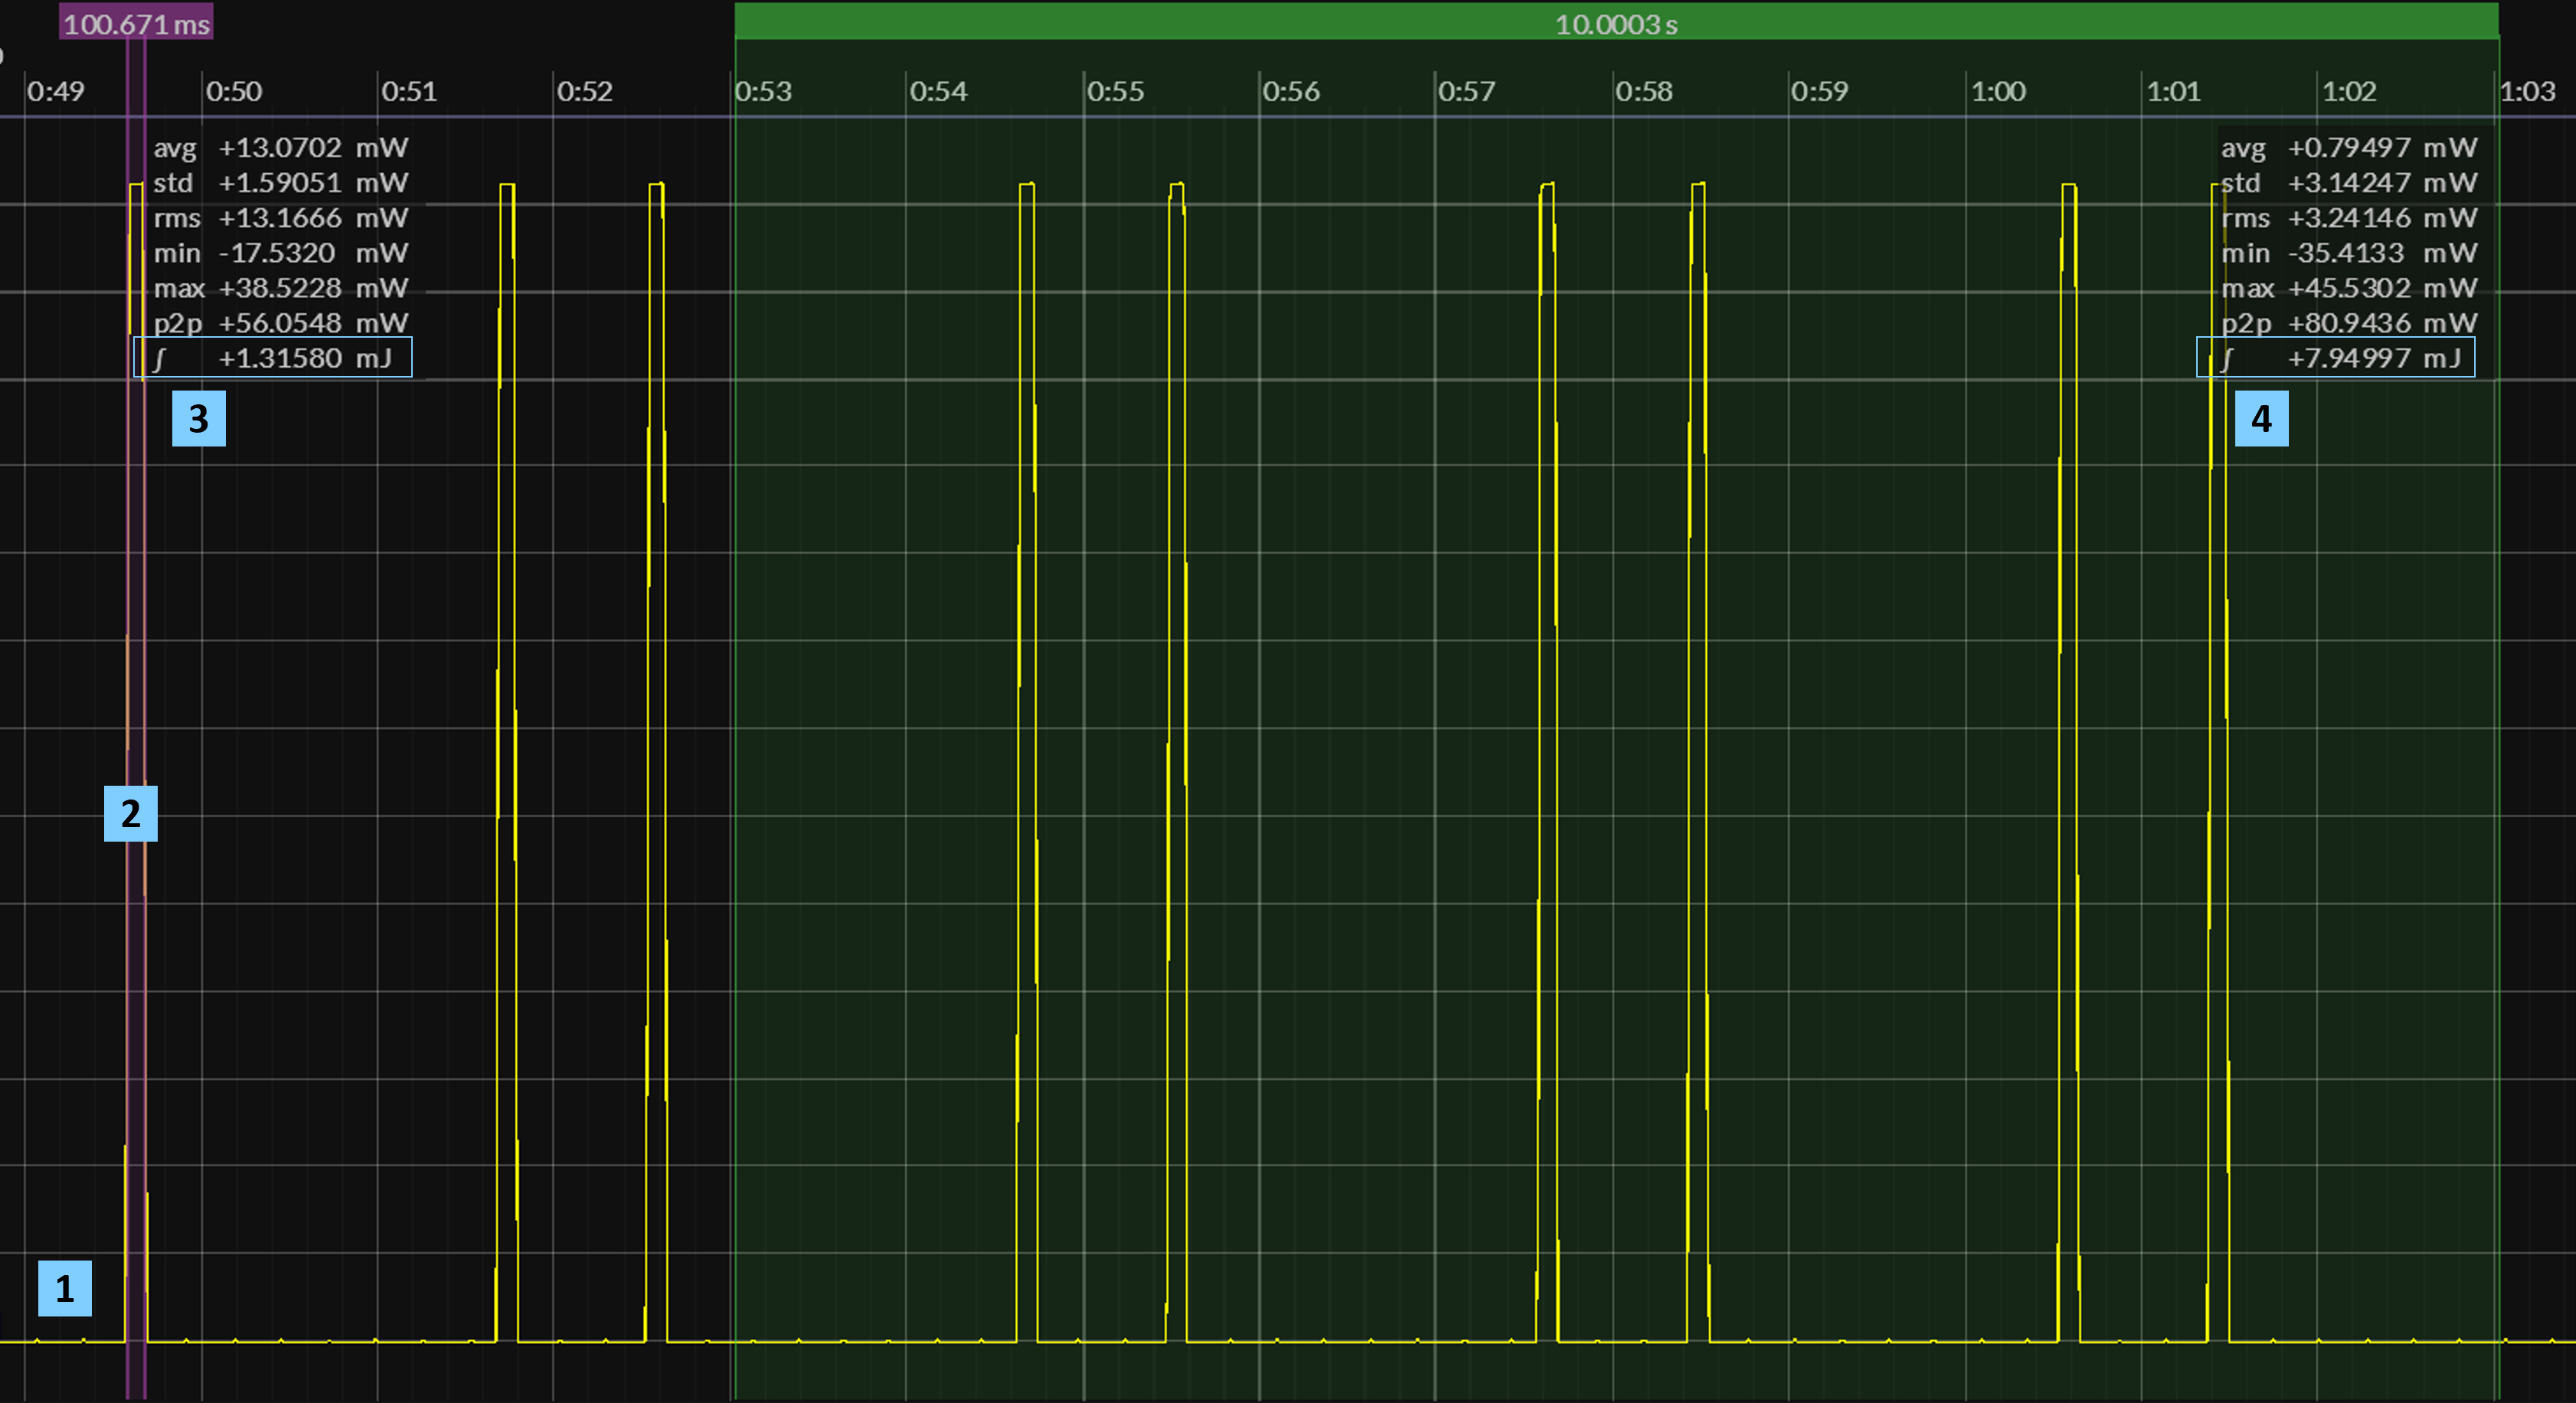 100.671 ms
10.0003 s
0:49 0:50 0:51 0:52 0:53 0:54 0:55 0:56 0:57 0:58 0:59 1:00 1:01 1:02 1:03
avg +13.0702 mW
std +1.59051 mW
rms +13.1666 mW
min -17.5320 mW
max +38.5228 mW
p2p +56.0548 mW
∫ +1.31580 mJ
3
avg +0.79497 mW
std +3.14247 mW
rms +3.24146 mW
min -35.4133 mW
max +45.5302 mW
p2p +80.9436 mW
∫ +7.94997 mJ
4
2
1